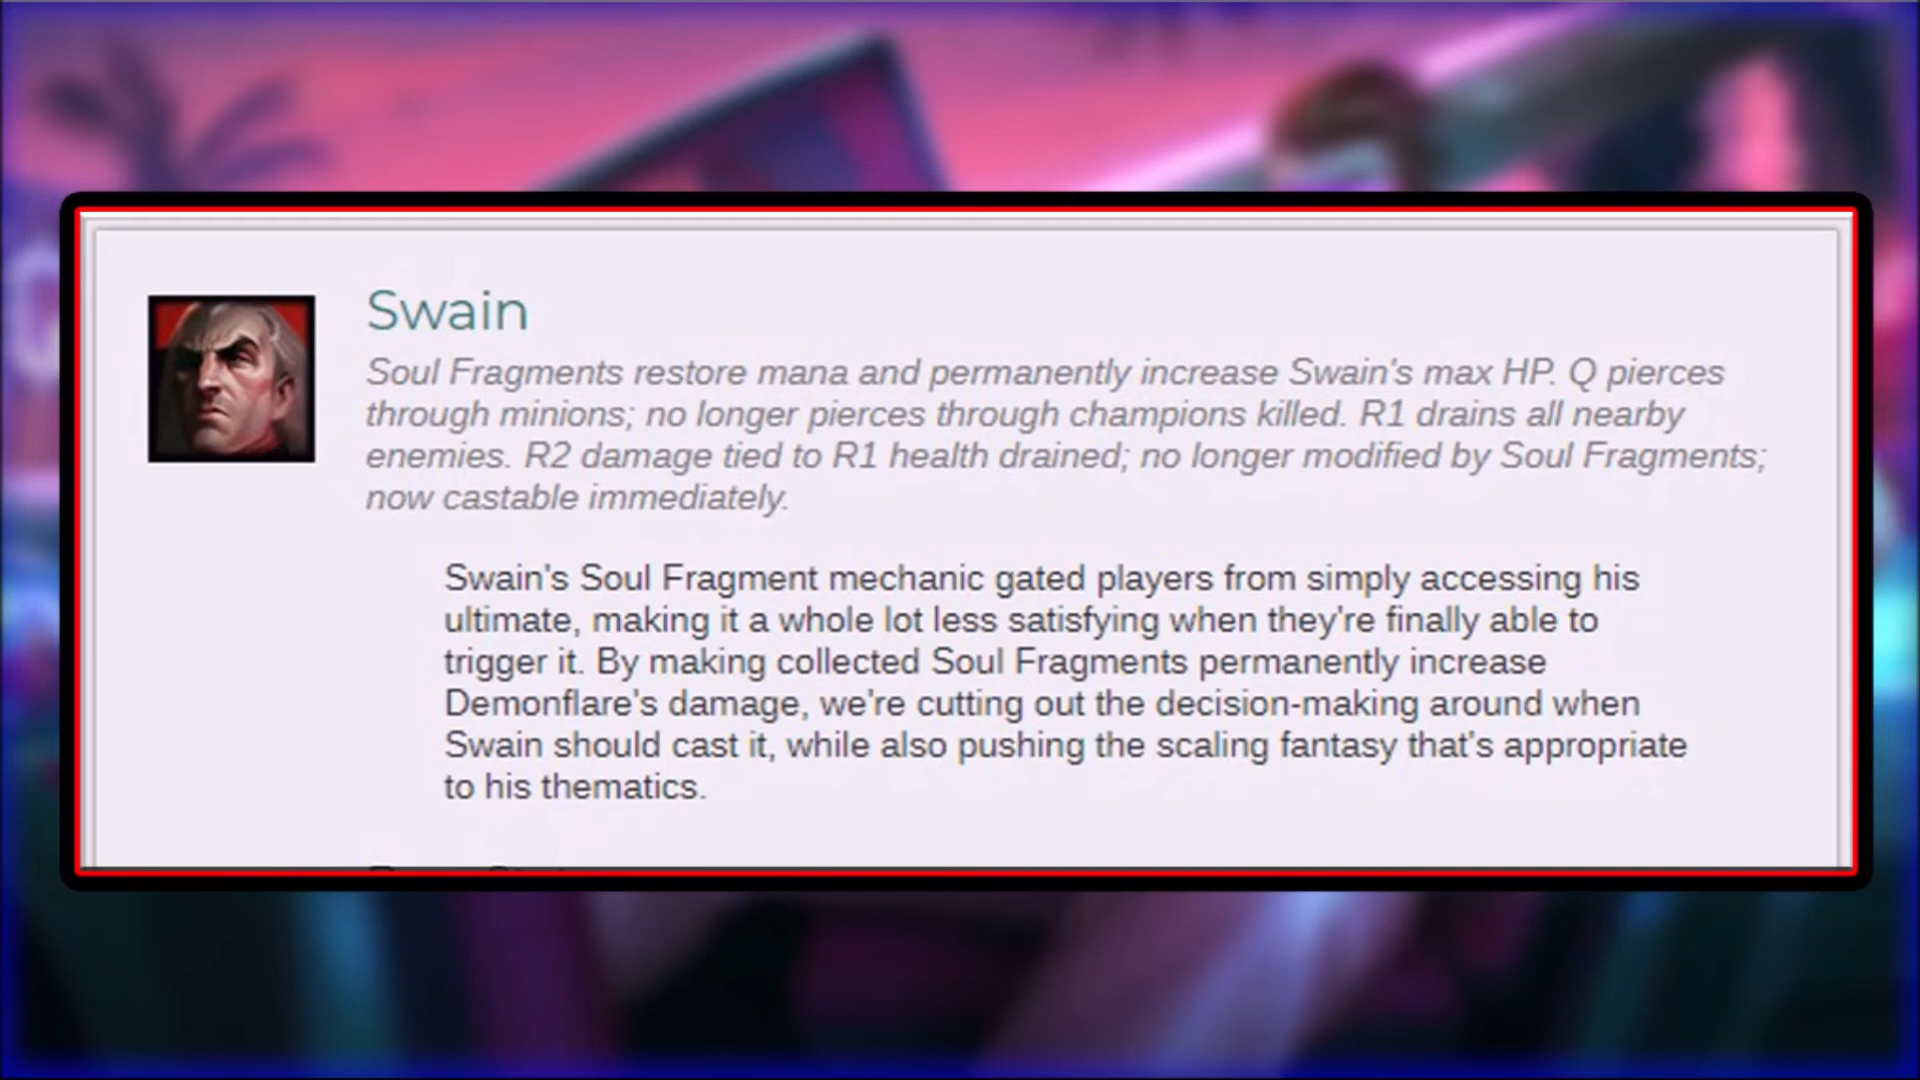 Swain
Soul Fragments restore mana and permanently increase Swain's max HP. Q pierces
through minions; no longer pierces through champions killed. R1 drains all nearby
enemies. R2 damage tied to R1 health drained; no longer modified by Soul Fragments;
now castable immediately.
Swain's Soul Fragment mechanic gated players from simply accessing his
ultimate, making it a whole lot less satisfying when they're finally able to
trigger it. By making collected Soul Fragments permanently increase
Demonflare's damage, we're cutting out the decision-making around when
Swain should cast it, while also pushing the scaling fantasy that's appropriate
to his thematics.